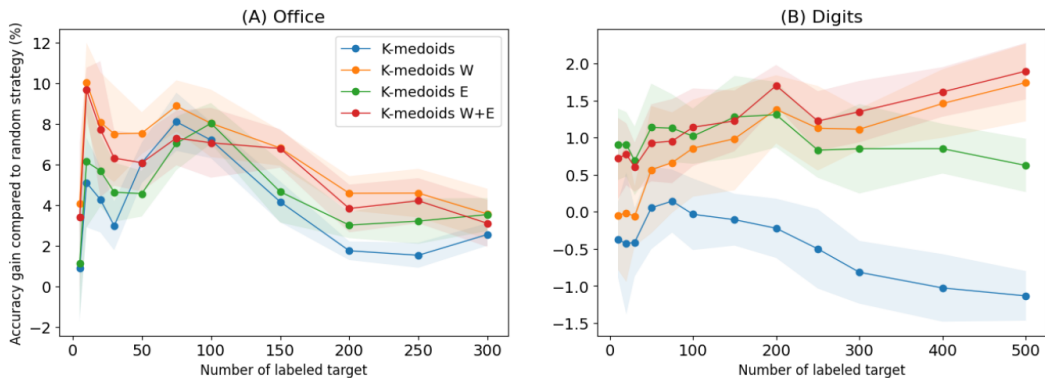 (A) Office
Accuracy gain compared to random strategy (%)
12
10
8
6
4
2
0
−2
K-medoids
K-medoids W
K-medoids E
K-medoids W+E
0 50 100 150 200 250 300
Number of labeled target
(B) Digits
2.0
1.5
1.0
0.5
0.0
−0.5
−1.0
−1.5
0 100 200 300 400 500
Number of labeled target